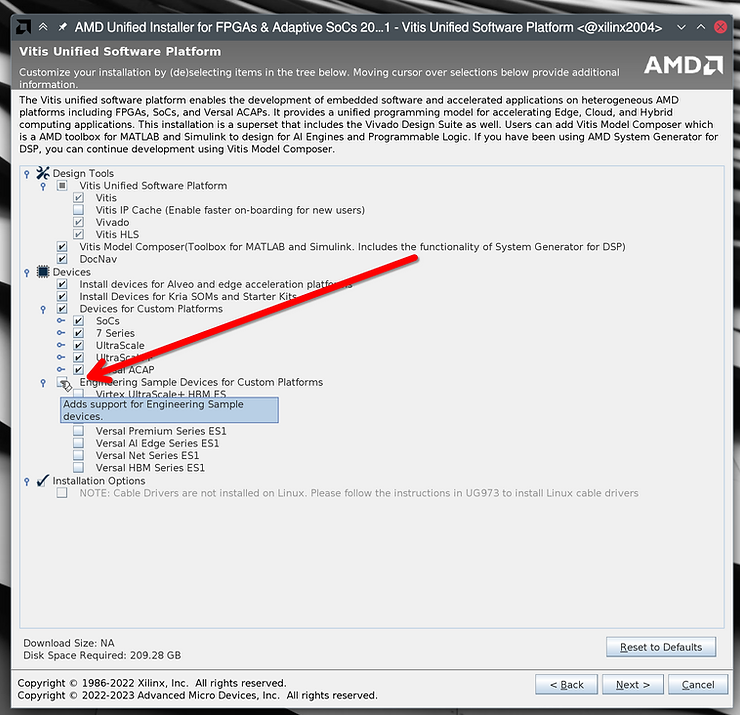 AMD Unified Installer for FPGAs & Adaptive SoCs 20...1 - Vitis Unified Software Platform <@xilinx2004>
Vitis Unified Software Platform
Customize your installation by (de)selecting items in the tree below. Moving cursor over selections below provide additional
information.
AMD
The Vitis unified software platform enables the development of embedded software and accelerated applications on heterogeneous AMD
platforms including FPGAs, SoCs, and Versal ACAPs. It provides a unified programming model for accelerating Edge, Cloud, and Hybrid
computing applications. This installation is a superset that includes the Vivado Design Suite as well. Users can add Vitis Model Composer which
is a AMD toolbox for MATLAB and Simulink to design for AI Engines and Programmable Logic. If you have been using AMD System Generator for
DSP, you can continue development using Vitis Model Composer.
Design Tools
Vitis Unified Software Platform
Vitis
Vitis IP Cache (Enable faster on-boarding for new users)
Vivado
Vitis HLS
Vitis Model Composer(Toolbox for MATLAB and Simulink. Includes the functionality of System Generator for DSP)
DocNav
Devices
Install devices for Alveo and edge acceleration platforms
Install Devices for Kria SOMs and Starter Kits
Devices for Custom Platforms
SoCs
7 Series
UltraScale
ACAP
Engineering Sample Devices for Custom Platforms
Virtex UltraScale+ HBM ES
Adds support for Engineering Sample
devices.
Versal Premium Series ES1
Versal AI Edge Series ES1
Versal Net Series ES1
Versal HBM Series ES1
Installation Options
NOTE: Cable Drivers are not installed on Linux. Please follow the instructions in UG973 to install Linux cable drivers
Download Size: NA
Disk Space Required: 209.28 GB
Reset to Defaults
Copyright © 1986-2022 Xilinx, Inc. All rights reserved.
Copyright © 2022-2023 Advanced Micro Devices, Inc. All rights reserved.
< Back
Next >
Cancel